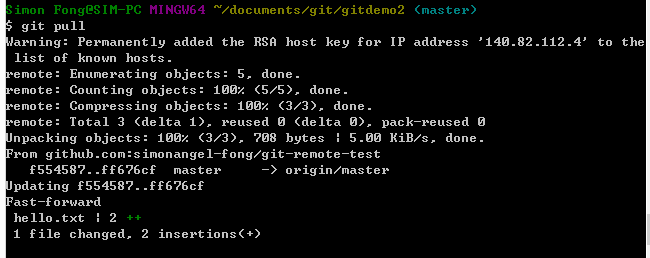 Simon Fong@SIM-PC MINGW64 ~/documents/git/gitdemo2 (master)
$ git pull
Warning: Permanently added the RSA host key for IP address '140.82.112.4' to the
 list of known hosts.
remote: Enumerating objects: 5, done.
remote: Counting objects: 100% (5/5), done.
remote: Compressing objects: 100% (3/3), done.
remote: Total 3 (delta 1), reused 0 (delta 0), pack-reused 0
Unpacking objects: 100% (3/3), 708 bytes | 5.00 KiB/s, done.
From github.com:simonangel-fong/git-remote-test
   f554587..ff676cf  master     -> origin/master
Updating f554587..ff676cf
Fast-forward
 hello.txt | 2 ++
 1 file changed, 2 insertions(+)